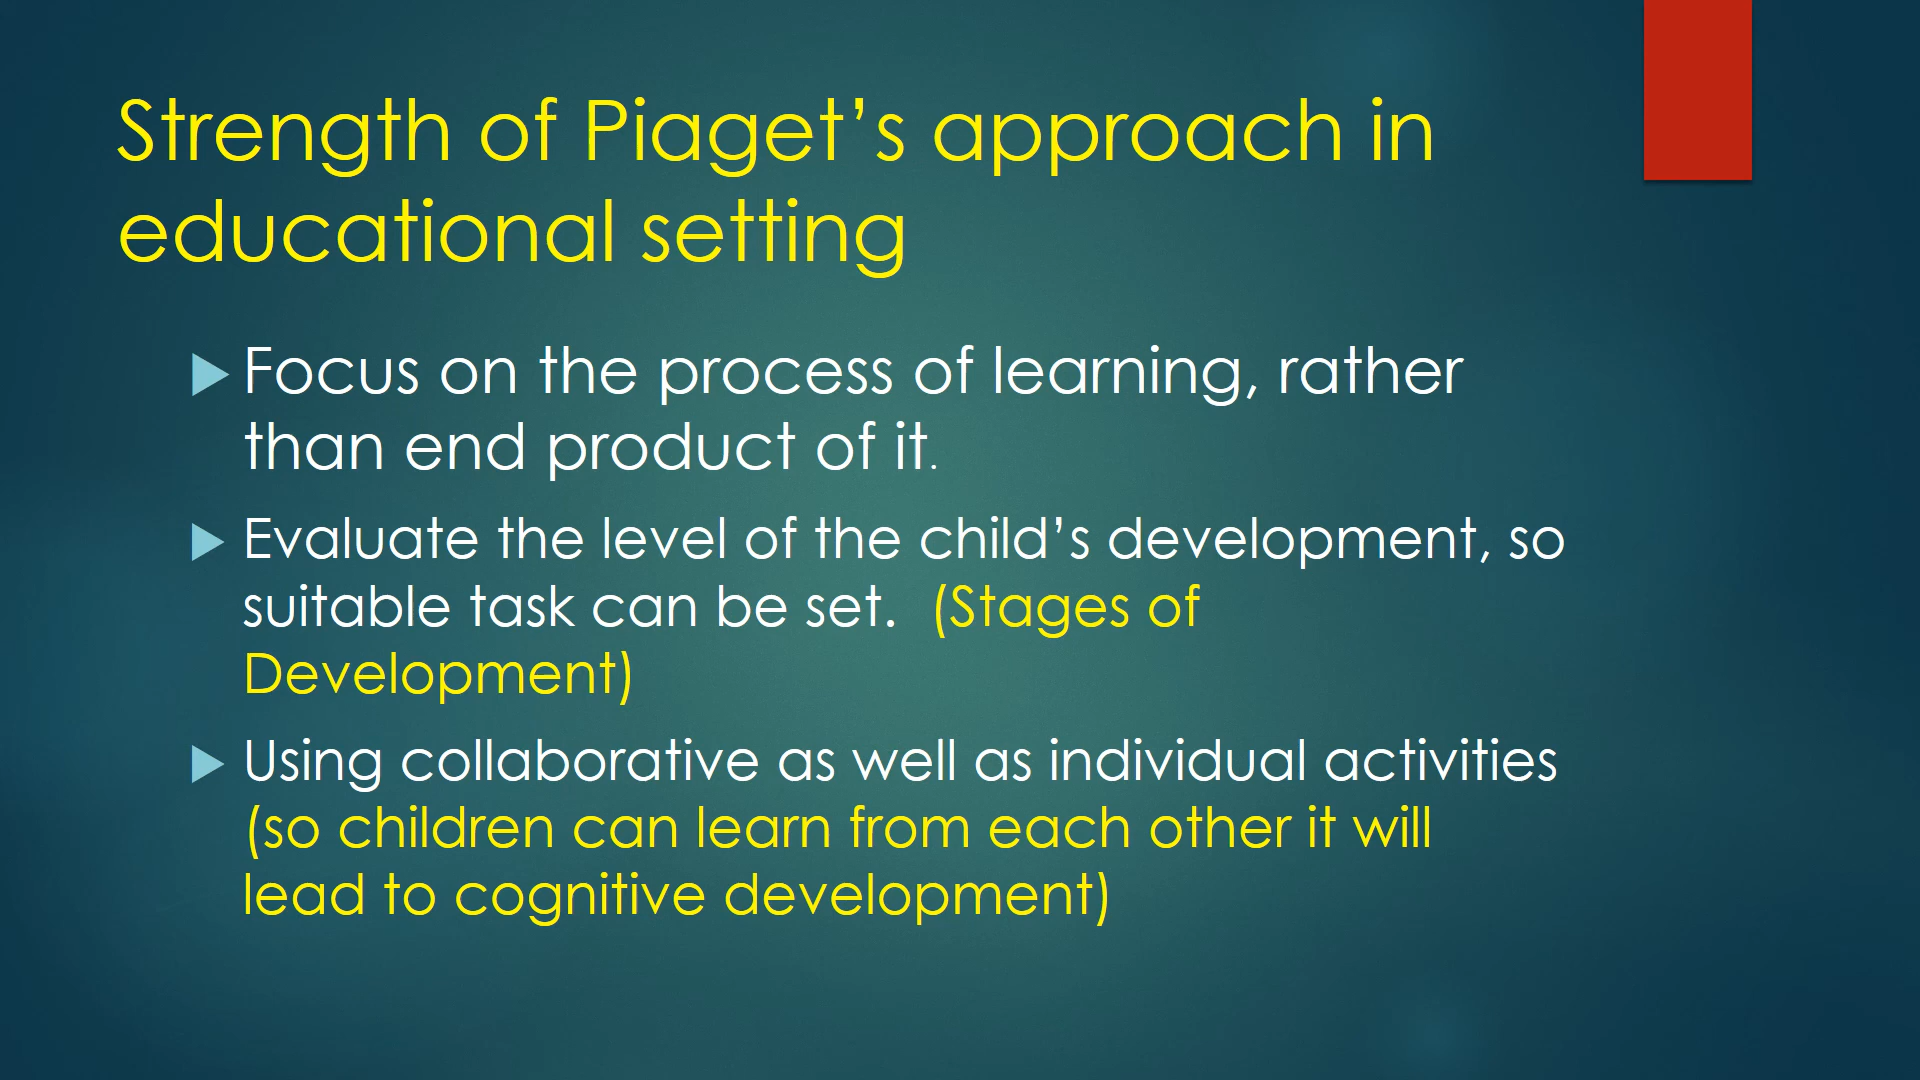 Strength of Piaget’s approach in
educational setting
Focus on the process of learning, rather
than end product of it.
Evaluate the level of the child’s development, so
suitable task can be set.  (Stages of
Development)
Using collaborative as well as individual activities
(so children can learn from each other it will
lead to cognitive development)